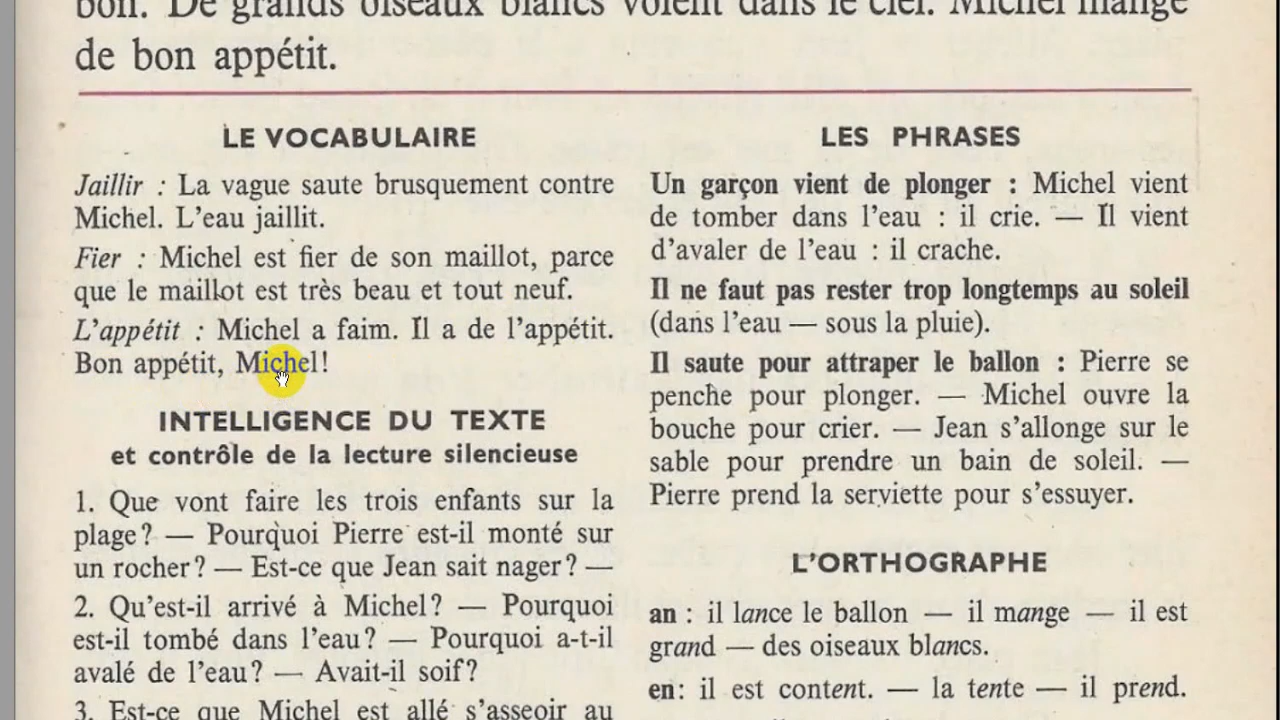 bon. De grands oiseaux blancs volent dans le ciel. Michel mange
de bon appétit.
LE VOCABULAIRE
Jaillir : La vague saute brusquement contre
Michel. L'eau jaillit.
Fier : Michel est fier de son maillot, parce
que le maillot est très beau et tout neuf.
L'appétit : Michel a faim. Il a de l'appétit.
Bon appétit, Michel!
INTELLIGENCE DU TEXTE
et contrôle de la lecture silencieuse
1. Que vont faire les trois enfants sur la
plage? — Pourquoi Pierre est-il monté sur
un rocher? — Est-ce que Jean sait nager? —
2. Qu'est-il arrivé à Michel? — Pourquoi
est-il tombé dans l'eau? — Pourquoi a-t-il
avalé de l'eau? — Avait-il soif?
3. Est-ce que Michel est allé s'asseoir au
LES PHRASES
Un garçon vient de plonger : Michel vient
de tomber dans l'eau : il crie. — Il vient
d'avaler de l'eau : il crache.
Il ne faut pas rester trop longtemps au soleil
(dans l'eau — sous la pluie).
Il saute pour attraper le ballon : Pierre se
penche pour plonger. — Michel ouvre la
bouche pour crier. — Jean s'allonge sur le
sable pour prendre un bain de soleil. —
Pierre prend la serviette pour s'essuyer.
L'ORTHOGRAPHE
an : il lance le ballon — il mange — il est
grand — des oiseaux blancs.
en : il est content. — la tente — il prend.